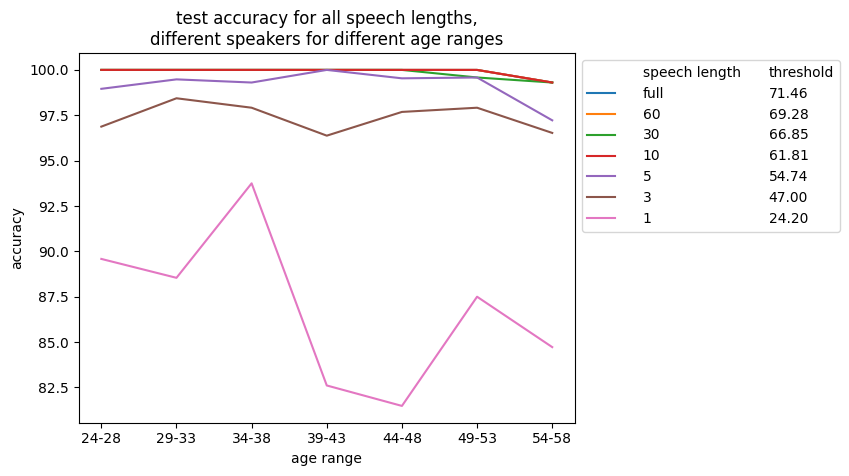 test accuracy for all speech lengths,
different speakers for different age ranges
100.0
97.5
95.0
92.5
90.0
87.5
85.0
82.5
accuracy
24-28 29-33 34-38 39-43 44-48 49-53 54-58
age range
speech length threshold
full 71.46
60 69.28
30 66.85
10 61.81
5 54.74
3 47.00
1 24.20